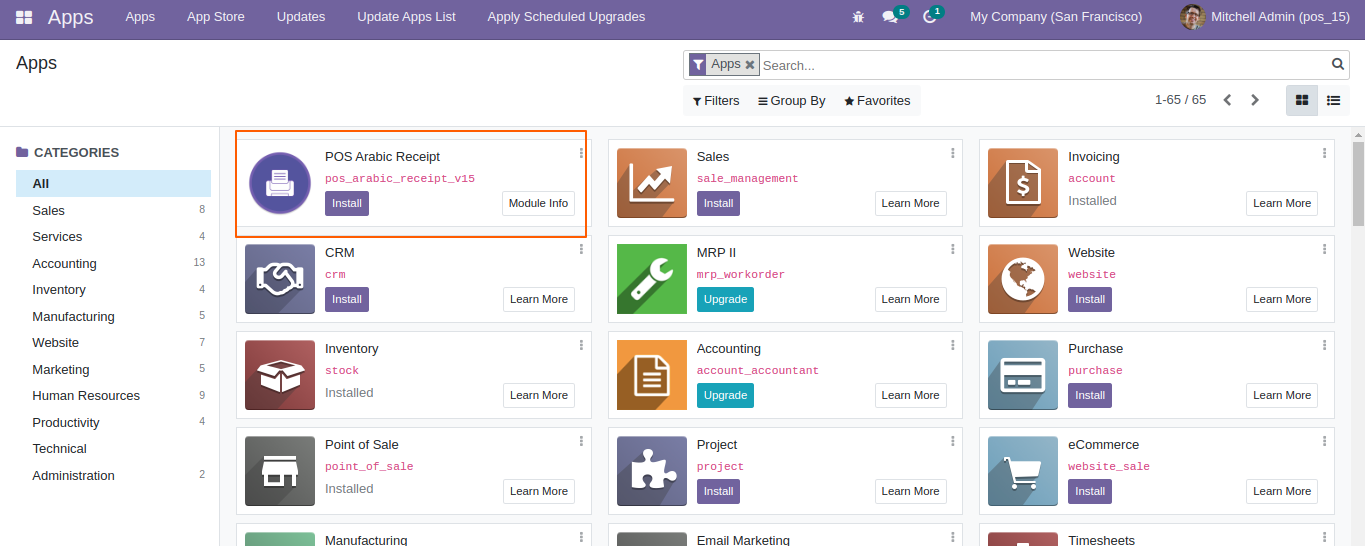 Apps
Apps
App Store
Updates
Update Apps List
Apply Scheduled Upgrades
5
1
My Company (San Francisco)
Mitchell Admin (pos_15)
Apps
Apps
Search...
Filters
Group By
Favorites
1-65 / 65
CATEGORIES
All
Sales 8
Services 4
Accounting 13
Inventory 4
Manufacturing 5
Website 7
Marketing 5
Human Resources 9
Productivity 4
Technical
Administration 2
POS Arabic Receipt
pos_arabic_receipt_v15
Install
Module Info
Sales
sale_management
Install
Learn More
Invoicing
account
Installed
Learn More
CRM
crm
Install
Learn More
MRP II
mrp_workorder
Upgrade
Learn More
Website
website
Install
Learn More
Inventory
stock
Installed
Learn More
Accounting
account_accountant
Upgrade
Learn More
Purchase
purchase
Install
Learn More
Point of Sale
point_of_sale
Installed
Learn More
Project
project
Install
Learn More
eCommerce
website_sale
Install
Learn More
Manufacturing
Email Marketing
Timesheets